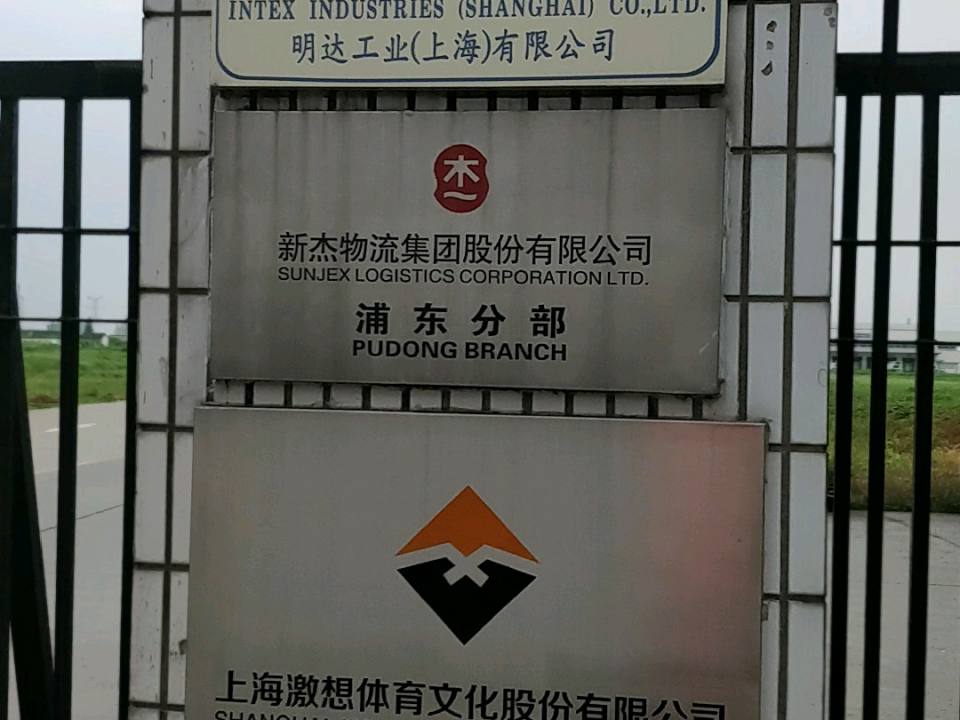 INTEX INDUSTRIES (SHANGHAI) CO.,LTD.
明达工业(上海)有限公司
杰
新杰物流集团股份有限公司
SUNJEX LOGISTICS CORPORATION LTD.
浦东分部
PUDONG BRANCH
上海激想体育文化股份有限公司
SHANGHAI